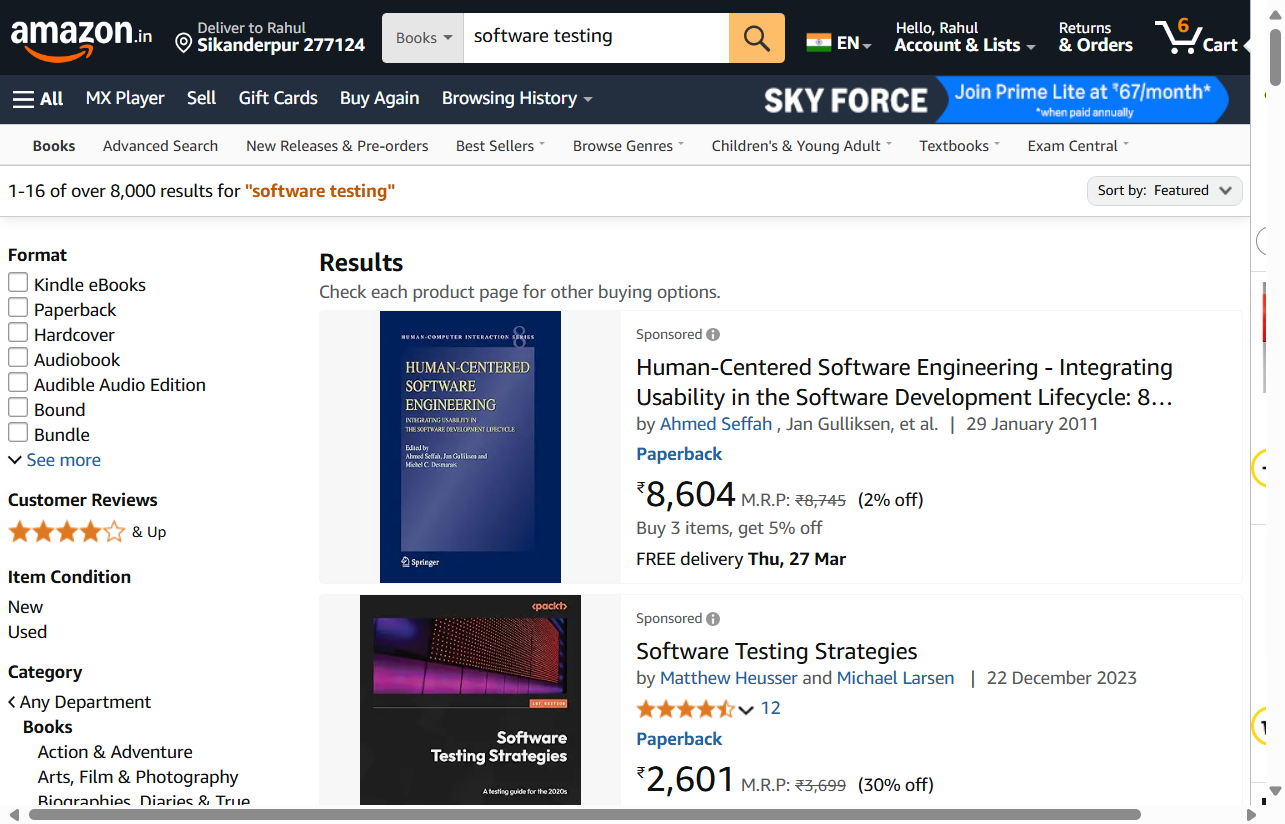 amazon.in
Deliver to Rahul
Sikanderpur 277124
Books
software testing
EN
Hello, Rahul
Account & Lists
Returns
& Orders
6
Cart
All
MX Player
Sell
Gift Cards
Buy Again
Browsing History
SKY FORCE
Join Prime Lite at ₹67/month*
*when paid annually
Books
Advanced Search
New Releases & Pre-orders
Best Sellers
Browse Genres
Children's & Young Adult
Textbooks
Exam Central
1-16 of over 8,000 results for "software testing"
Sort by: Featured
Format
Kindle eBooks
Paperback
Hardcover
Audiobook
Audible Audio Edition
Bound
Bundle
See more
Customer Reviews
& Up
Item Condition
New
Used
Category
Any Department
Books
Action & Adventure
Arts, Film & Photography
Biographies, Diaries & True
Results
Check each product page for other buying options.
HUMAN-COMPUTER INTERACTION SERIES
8
HUMAN-CENTERED
SOFTWARE
ENGINEERING
INTEGRATING USABILITY IN
THE SOFTWARE DEVELOPMENT LIFECYCLE
Edited by
Ahmed Seffah, Jan Gulliksen and
Michel C. Desmarais
Springer
Sponsored
Human-Centered Software Engineering - Integrating
Usability in the Software Development Lifecycle: 8…
by Ahmed Seffah , Jan Gulliksen, et al. | 29 January 2011
Paperback
₹8,604 M.R.P: ₹8,745 (2% off)
Buy 3 items, get 5% off
FREE delivery Thu, 27 Mar
<packt>
1ST EDITION
Software
Testing Strategies
A testing guide for the 2020s
Sponsored
Software Testing Strategies
by Matthew Heusser and Michael Larsen | 22 December 2023
12
Paperback
₹2,601 M.R.P: ₹3,699 (30% off)